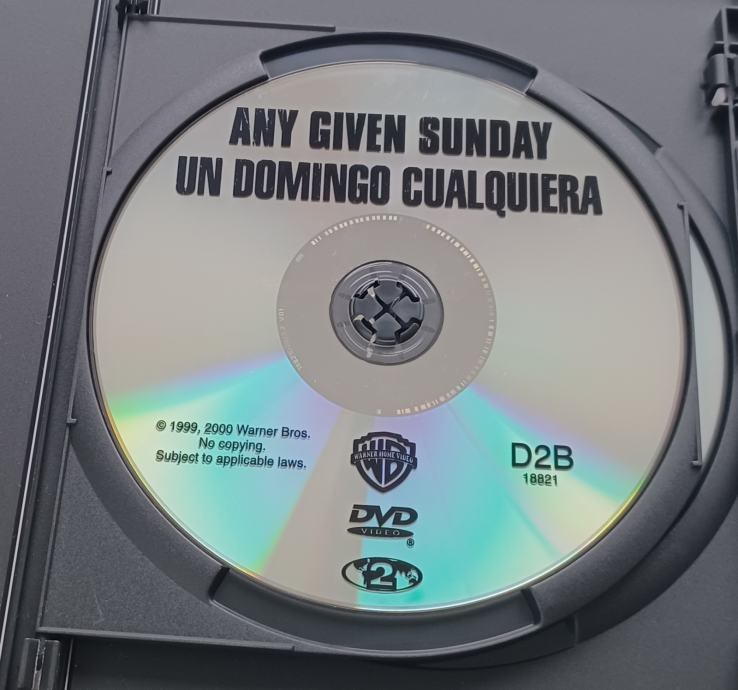 ANY GIVEN SUNDAY
UN DOMINGO CUALQUIERA
© 1999, 2000 Warner Bros.
No copying.
Subject to applicable laws.
WARNER HOME VIDEO
DVD
VIDEO
®
2
D2B
18821